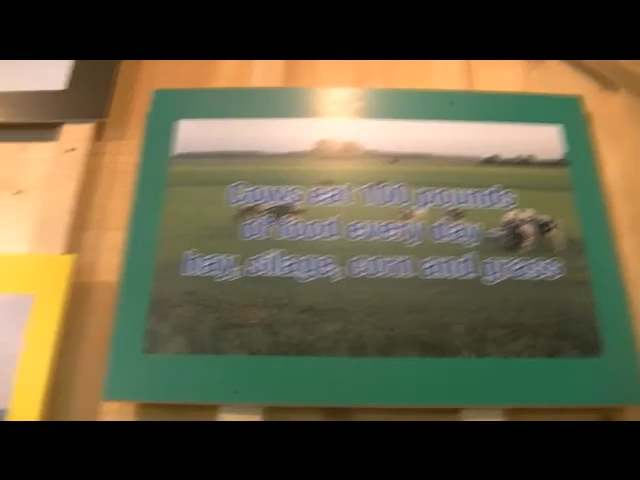 Cows eat 100 pounds
of food every day -
hay, silage, corn and grass